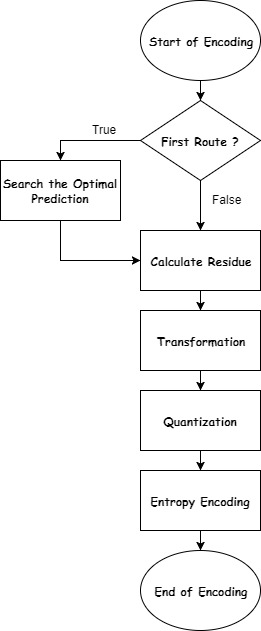 Start of Encoding
First Route ?
True
False
Search the Optimal
Prediction
Calculate Residue
Transformation
Quantization
Entropy Encoding
End of Encoding